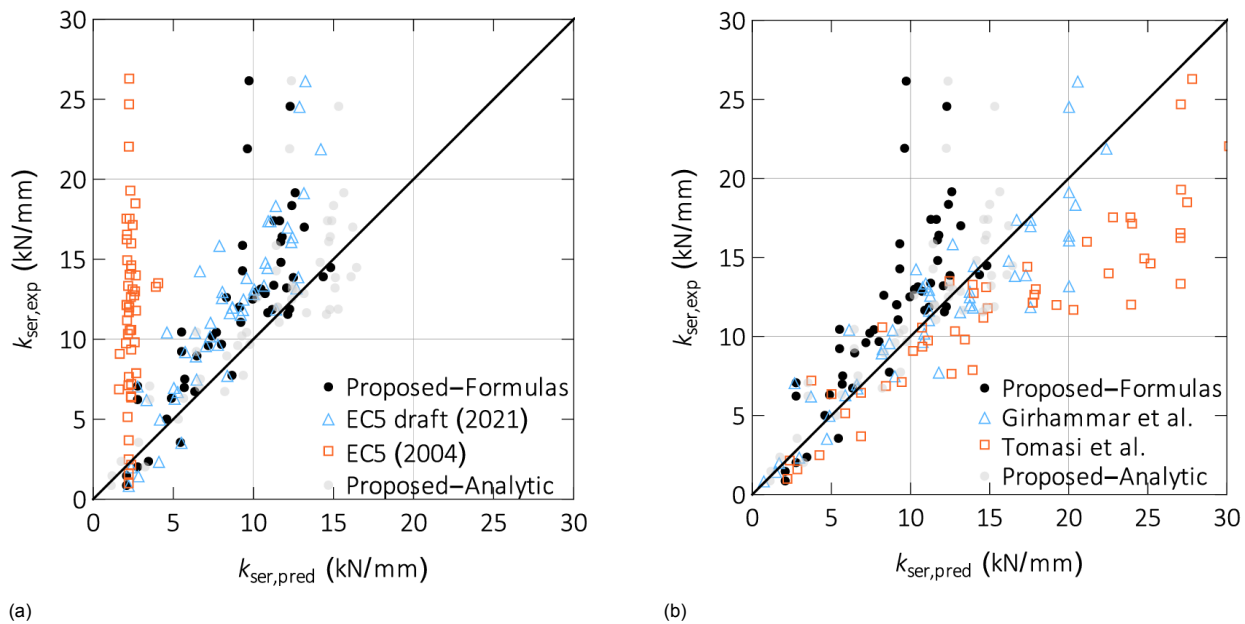 30
25
20
15
10
5
0
k_ser,exp (kN/mm)
0 5 10 15 20 25 30
k_ser,pred (kN/mm)
Proposed–Formulas
EC5 draft (2021)
EC5 (2004)
Proposed–Analytic
(a)
30
25
20
15
10
5
0
k_ser,exp (kN/mm)
0 5 10 15 20 25 30
k_ser,pred (kN/mm)
Proposed–Formulas
Girhammar et al.
Tomasi et al.
Proposed–Analytic
(b)